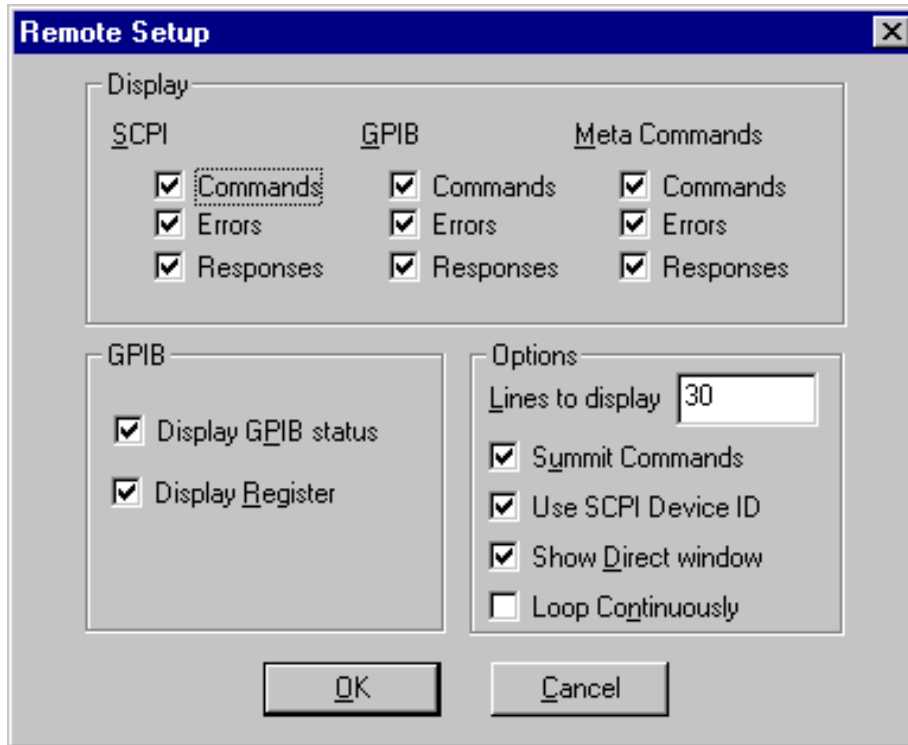 Remote Setup
Display
SCPI GPIB Meta Commands
Commands Commands Commands
Errors Errors Errors
Responses Responses Responses
GPIB
Display GPIB status
Display Register
Options
Lines to display 30
Summit Commands
Use SCPI Device ID
Show Direct window
Loop Continuously
OK Cancel